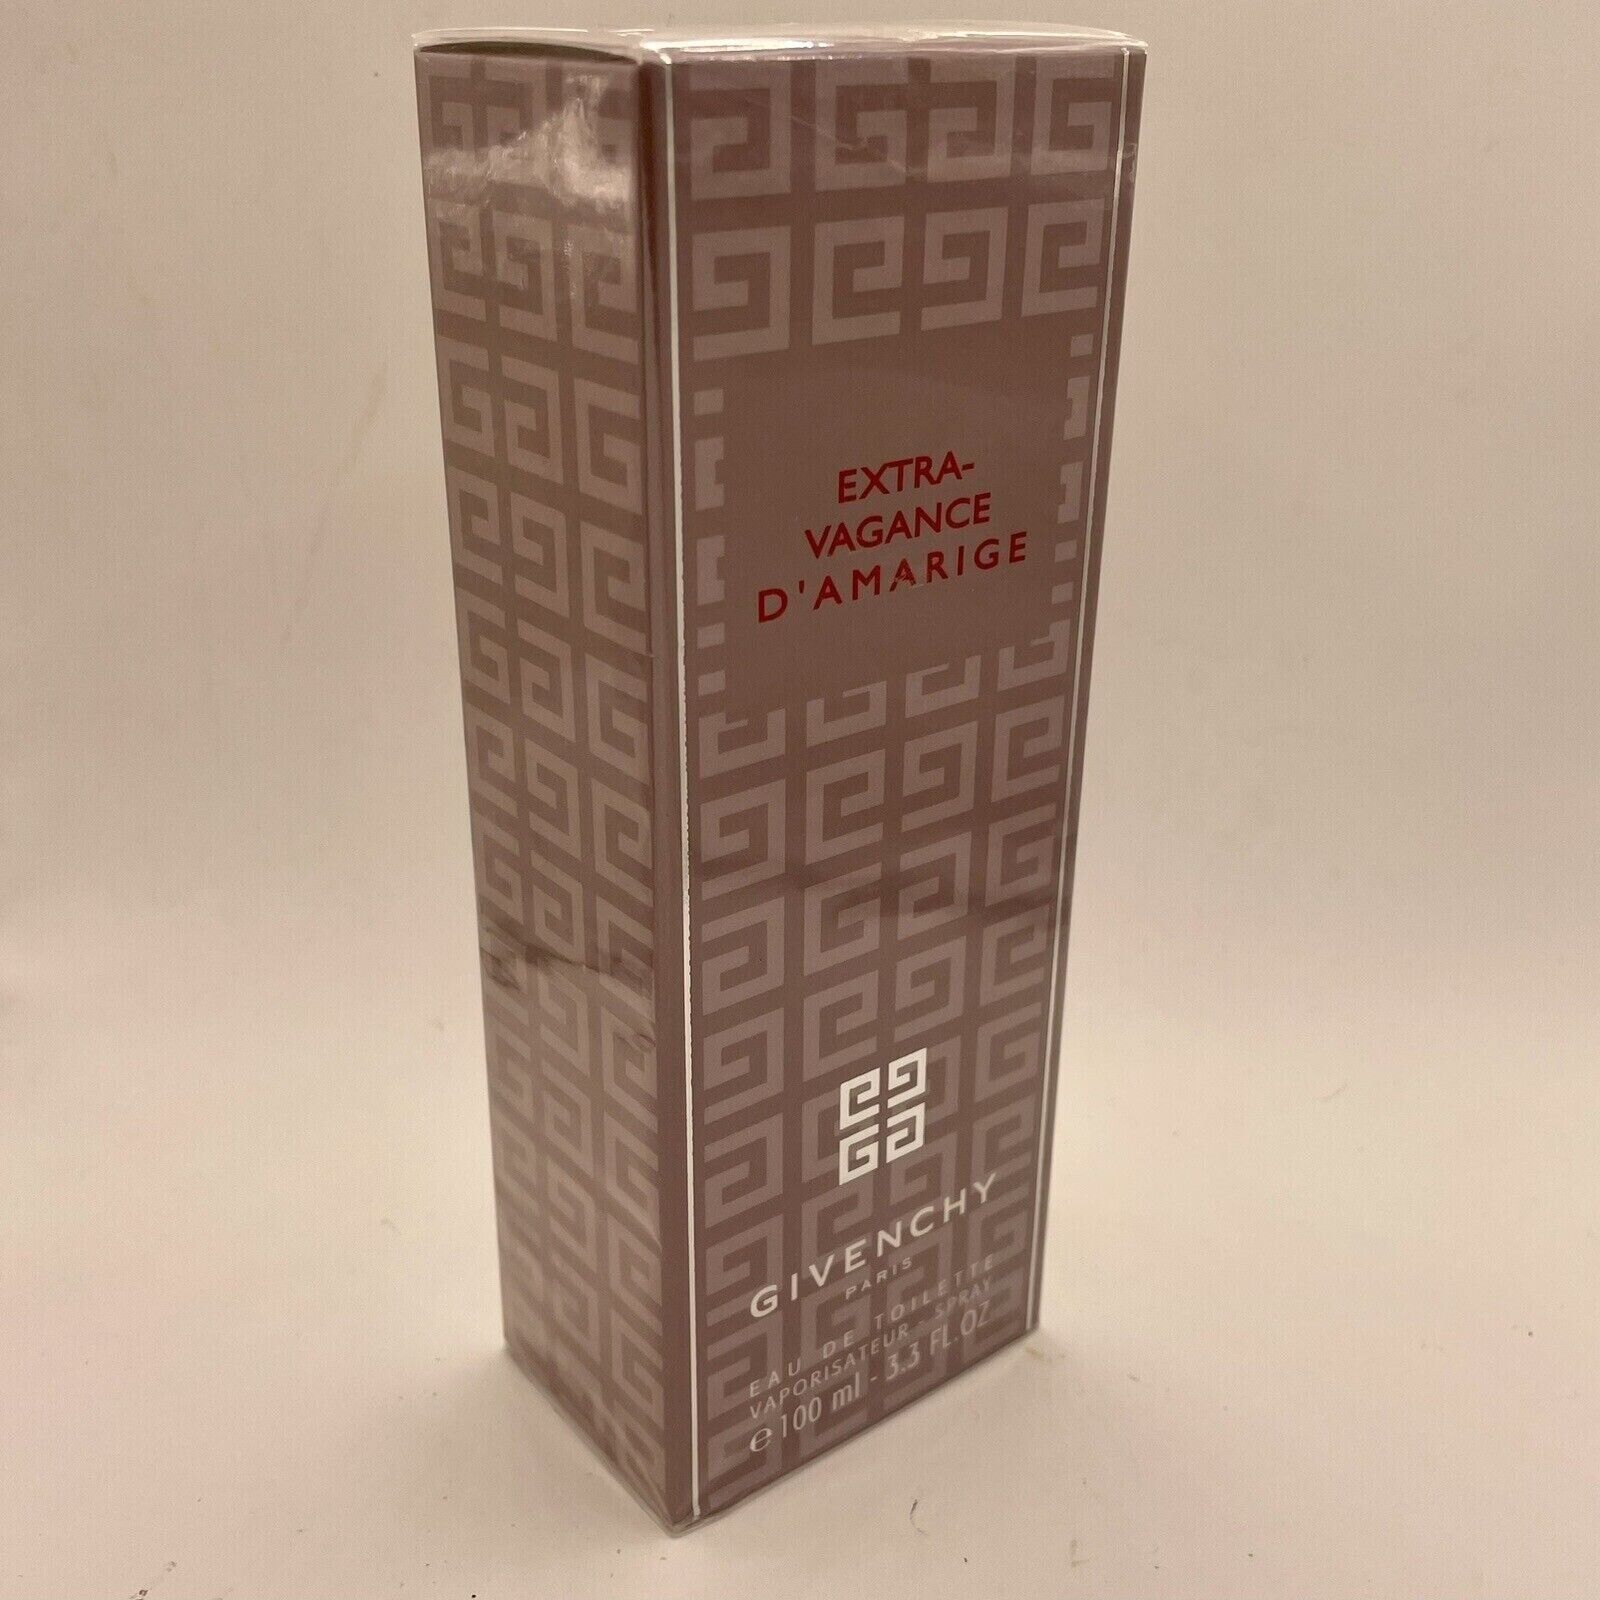 EXTRA-
VAGANCE
D'AMARIGE
GIVENCHY
PARIS
EAU DE TOILETTE
VAPORISATEUR - SPRAY
e 100 ml - 3.3 FL.OZ